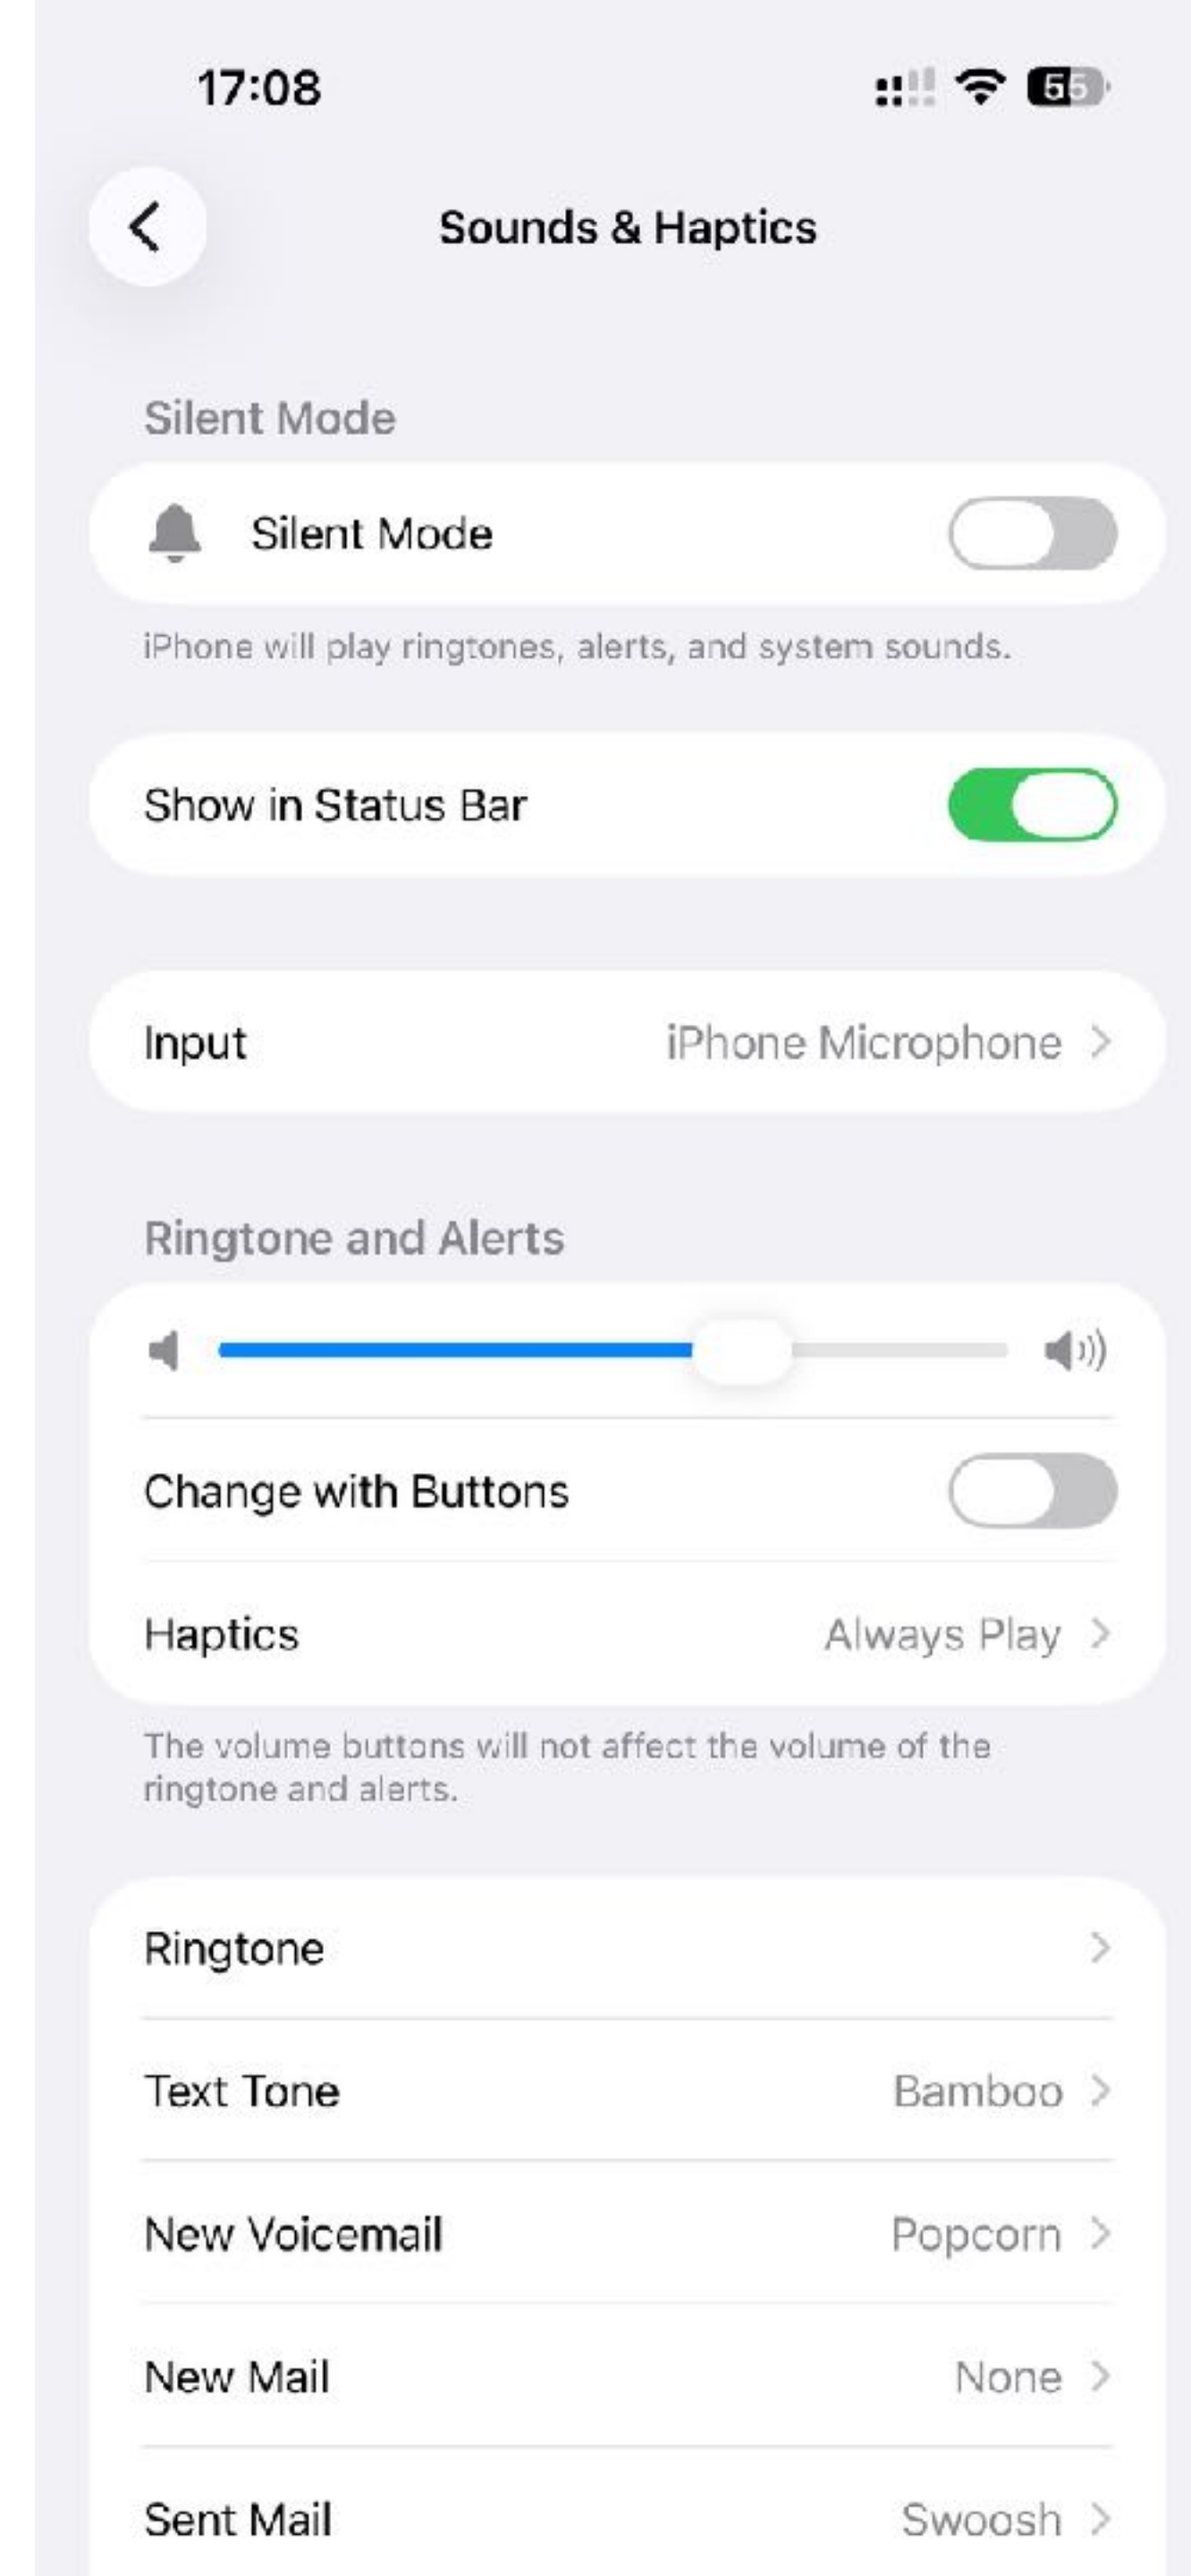 17:08
55
Sounds & Haptics
Silent Mode
Silent Mode
iPhone will play ringtones, alerts, and system sounds.
Show in Status Bar
Input
iPhone Microphone
Ringtone and Alerts
Change with Buttons
Haptics
Always Play
The volume buttons will not affect the volume of the
ringtone and alerts.
Ringtone
Text Tone
Bamboo
New Voicemail
Popcorn
New Mail
None
Sent Mail
Swoosh